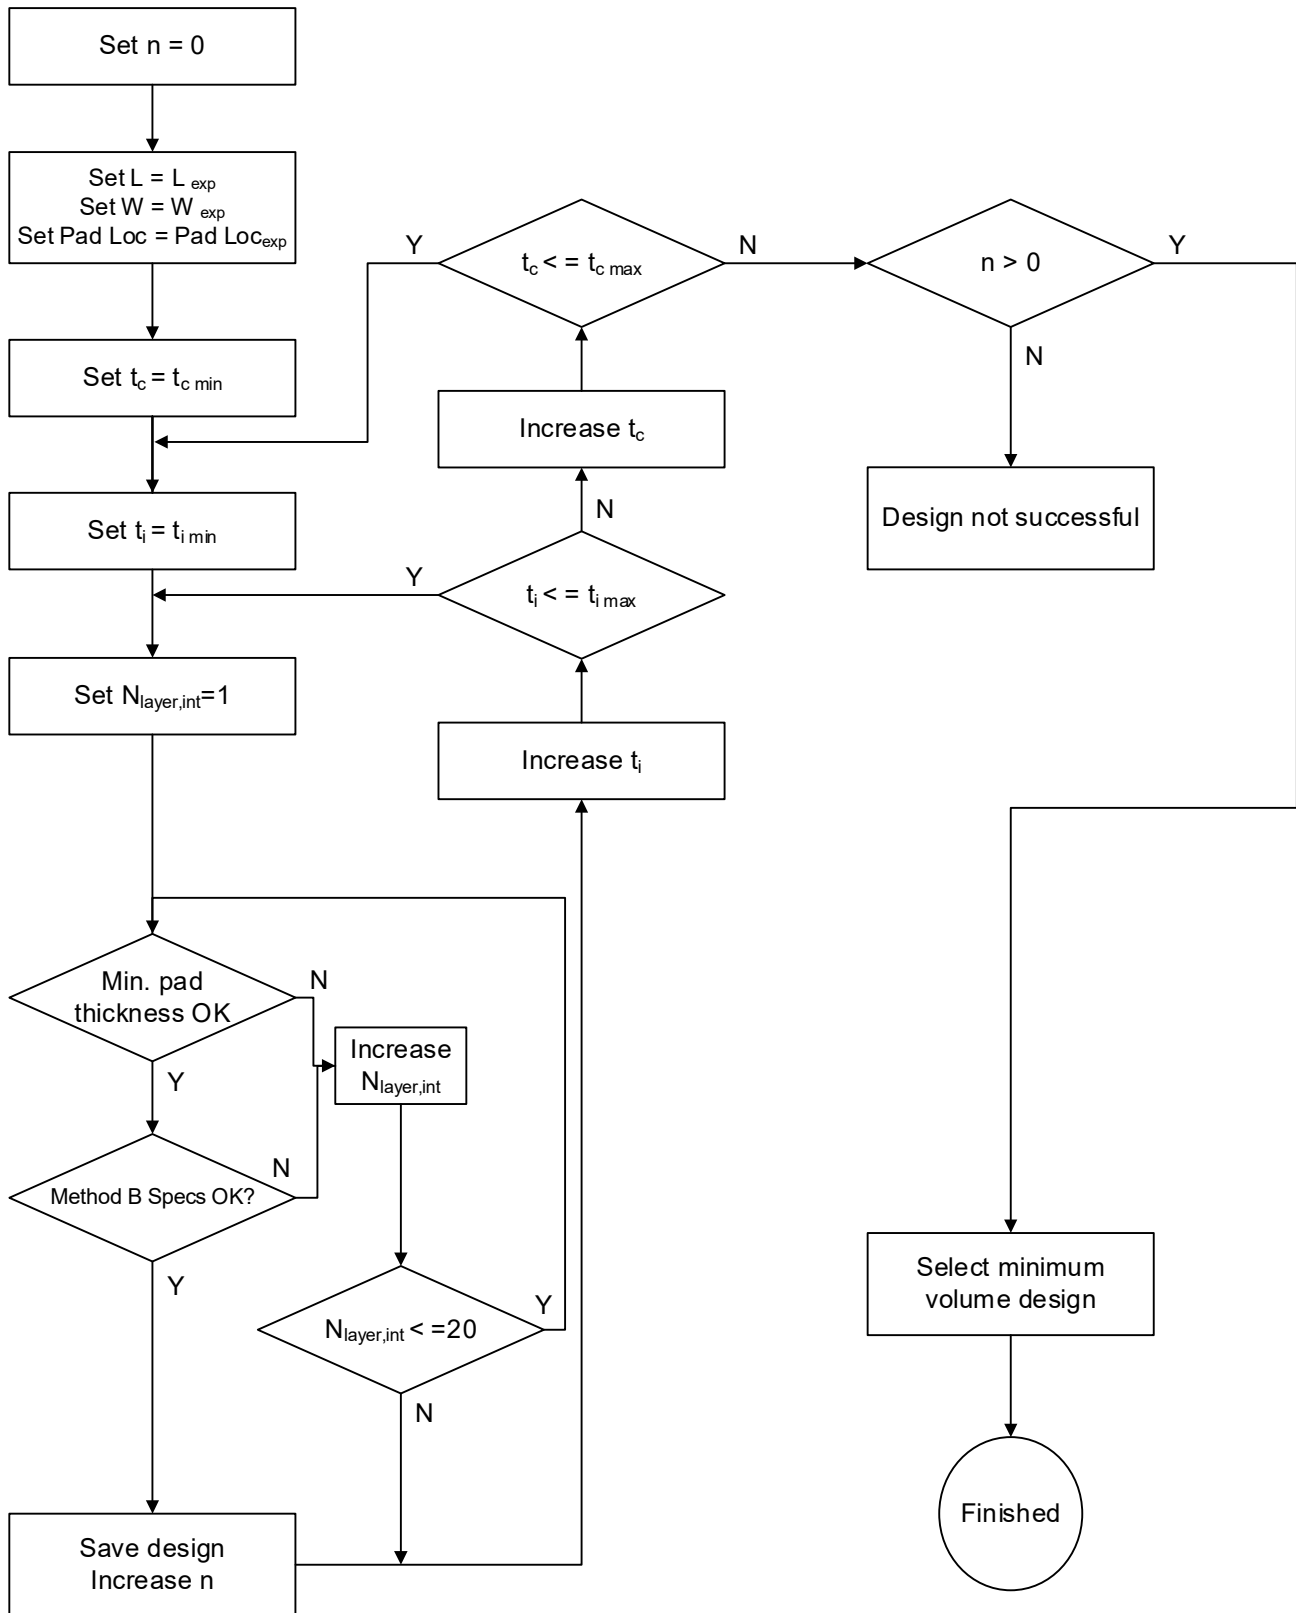 Set n = 0
Set L = L exp
Set W = W exp
Set Pad Loc = Pad Locexp
Set tc = tc min
Set ti = ti min
Set Nlayer,int=1
Min. pad
thickness OK
N
Y
Method B Specs OK?
N
Y
Save design
Increase n
Increase
Nlayer,int
Nlayer,int < =20
Y
N
Increase ti
ti < = ti max
Y
N
Increase tc
tc < = tc max
Y
N
n > 0
Y
N
Design not successful
Select minimum
volume design
Finished